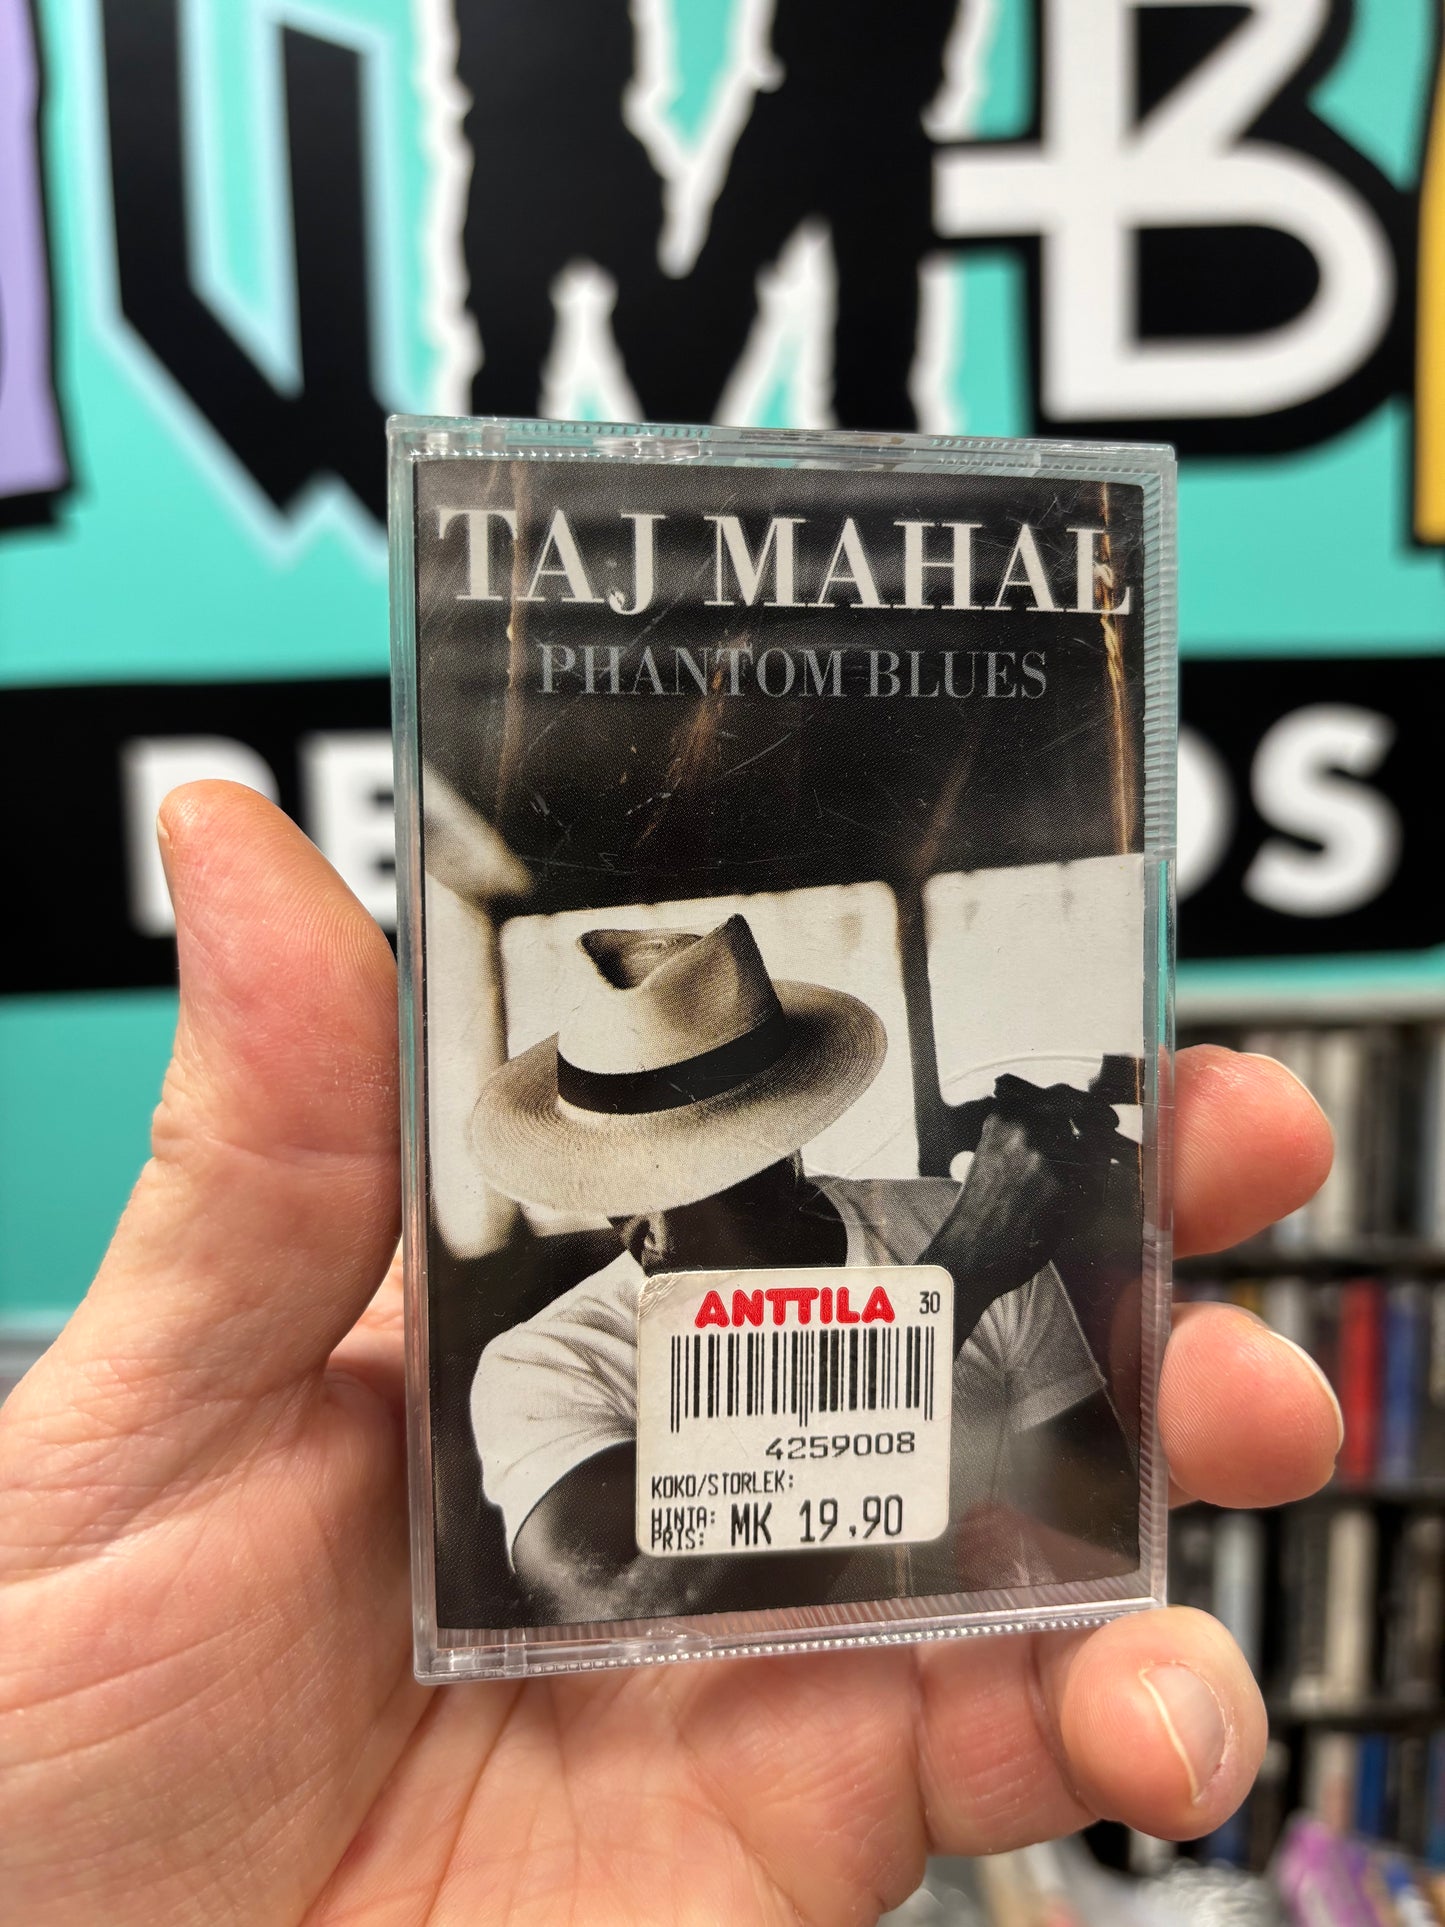 TAJ MAHAL
PHANTOM BLUES
ANTTILA 30
4259008
KOKO/STORLEK:
HINTA:
PRIS: MK 19,90